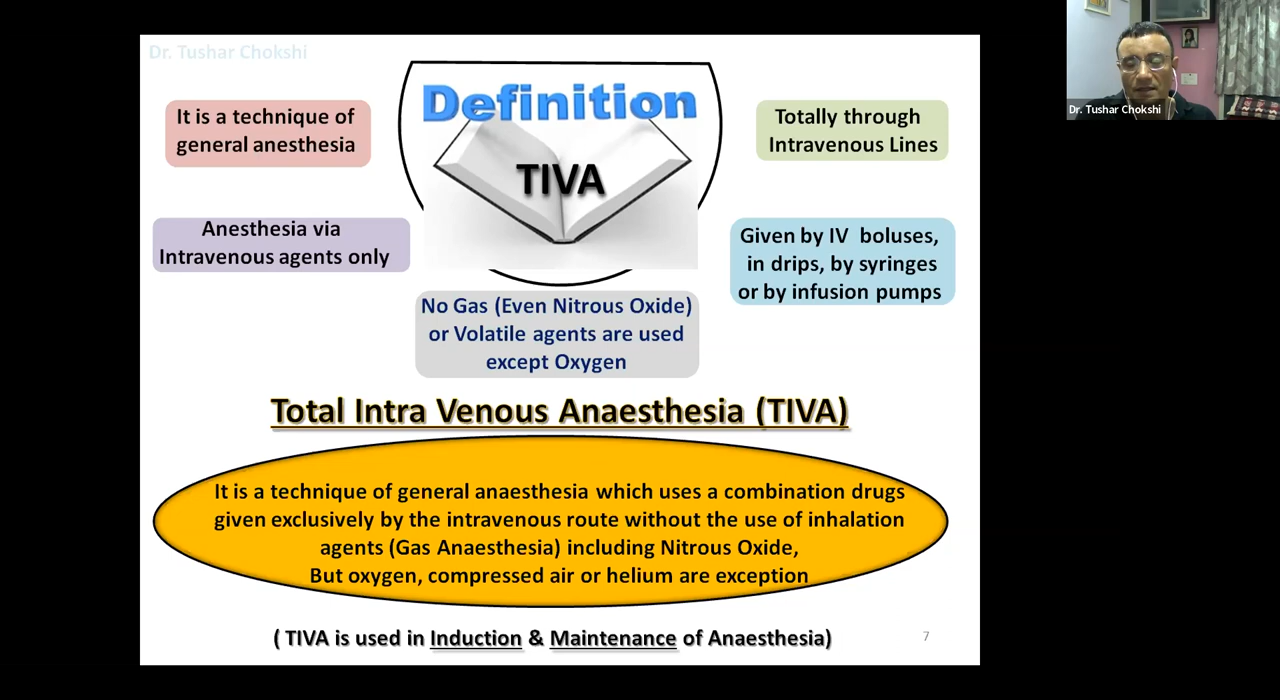 Dr. Tushar Chokshi
Definition
TIVA
It is a technique of
general anesthesia
Totally through
Intravenous Lines
Anesthesia via
Intravenous agents only
Given by IV boluses,
in drips, by syringes
or by infusion pumps
No Gas (Even Nitrous Oxide)
or Volatile agents are used
except Oxygen
Total Intra Venous Anaesthesia (TIVA)
It is a technique of general anaesthesia which uses a combination drugs
given exclusively by the intravenous route without the use of inhalation
agents (Gas Anaesthesia) including Nitrous Oxide,
But oxygen, compressed air or helium are exception
( TIVA is used in Induction & Maintenance of Anaesthesia)
7
Dr. Tushar Chokshi